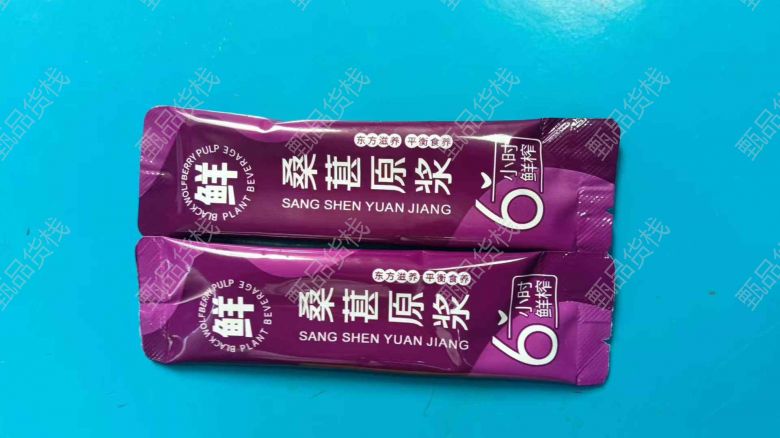 东方滋养 平衡食养
桑葚原浆
SANG SHEN YUAN JIANG
鲜
BLACK WOLFBERRY PULP
PLANT BEVERAGE
6小时
鲜榨
东方滋养 平衡食养
桑葚原浆
SANG SHEN YUAN JIANG
鲜
BLACK WOLFBERRY PULP
PLANT BEVERAGE
6小时
鲜榨
甄品货栈